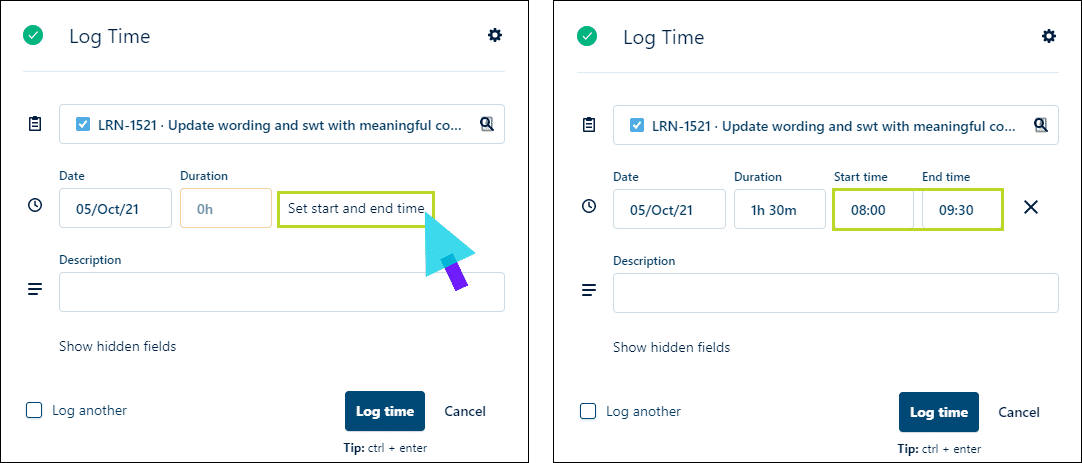 Log Time
LRN-1521 · Update wording and swt with meaningful co...
Date Duration
05/Oct/21 0h Set start and end time
Description
Show hidden fields
Log another Log time Cancel
Tip: ctrl + enter
Log Time
LRN-1521 · Update wording and swt with meaningful co...
Date Duration Start time End time
05/Oct/21 1h 30m 08:00 09:30
Description
Show hidden fields
Log another Log time Cancel
Tip: ctrl + enter